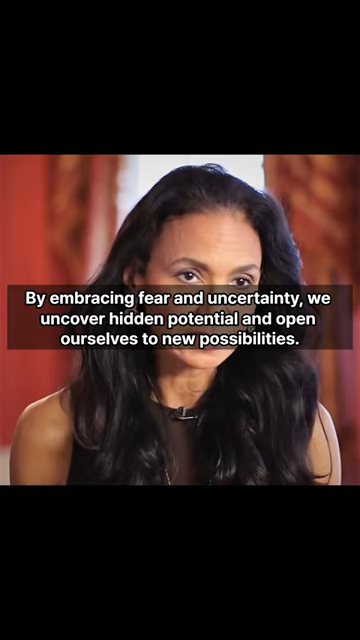 By embracing fear and uncertainty, we
uncover hidden potential and open
ourselves to new possibilities.